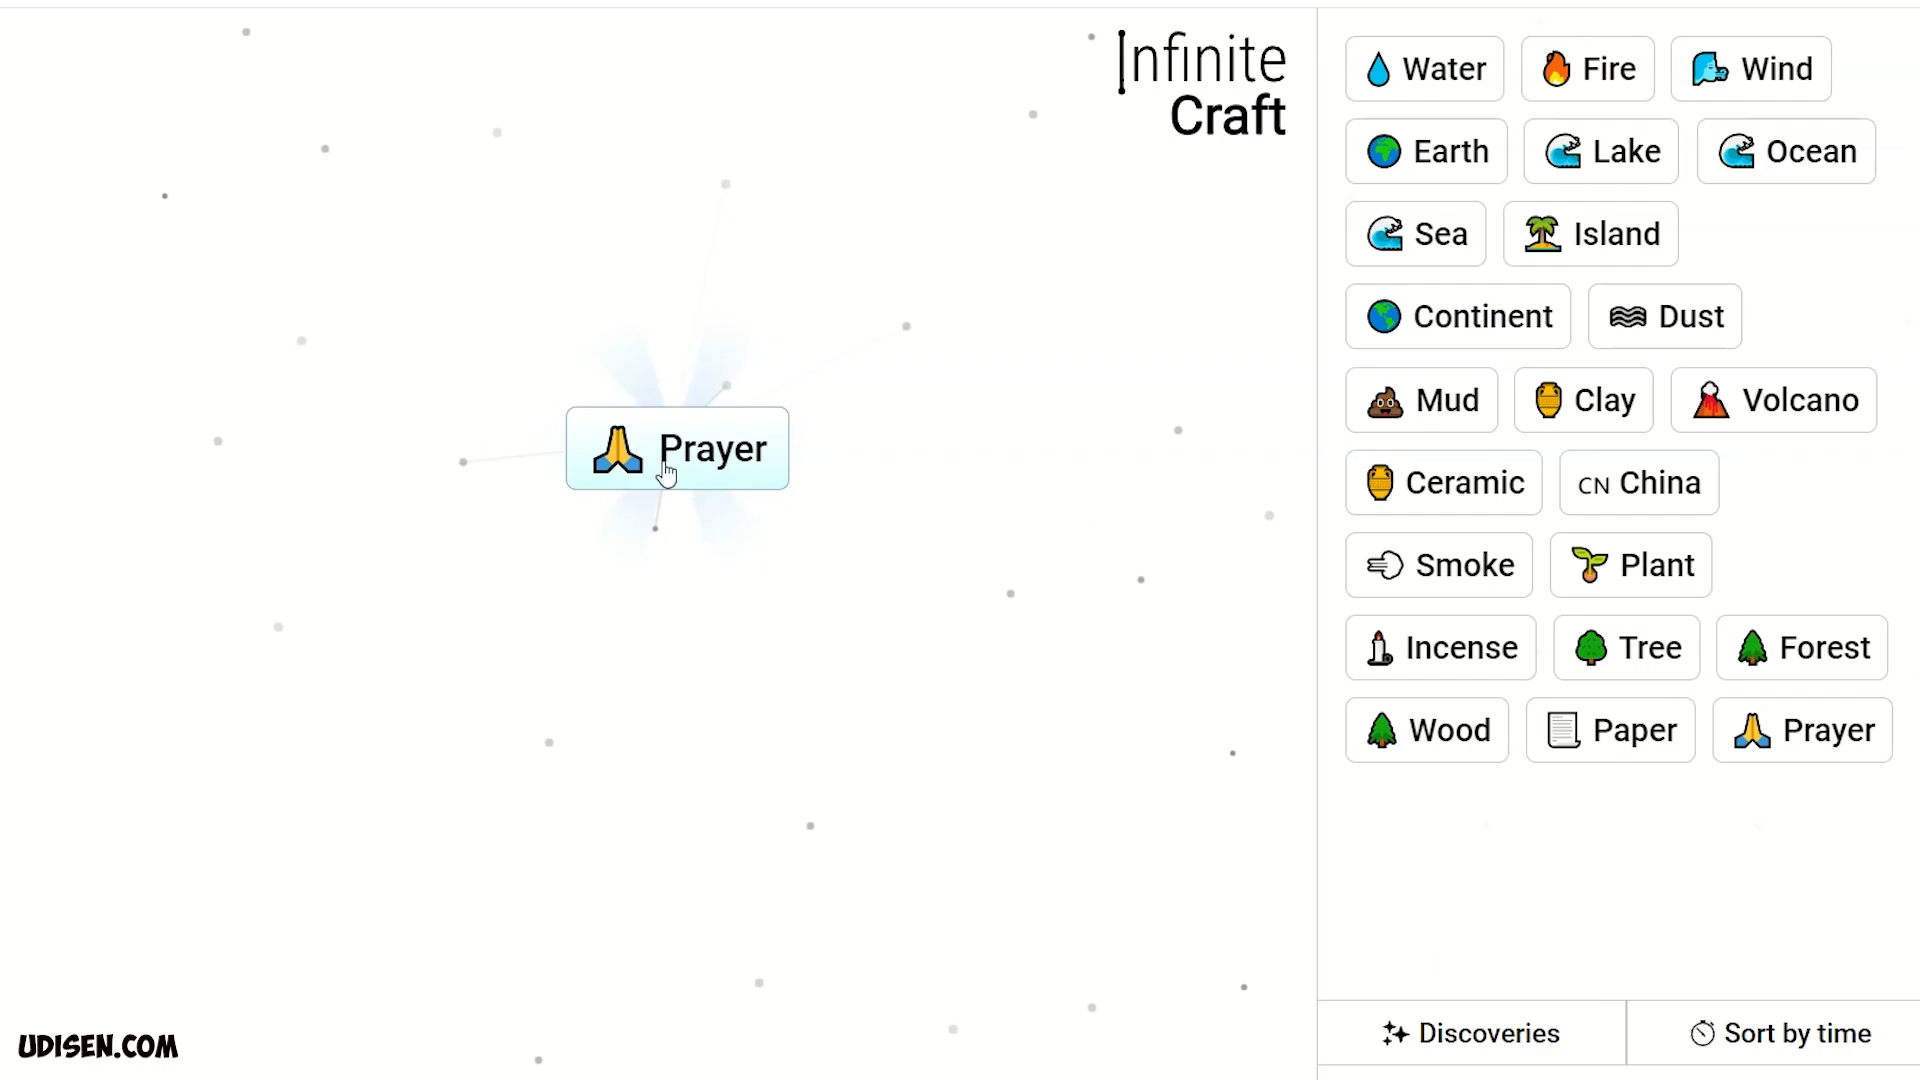 Infinite
Craft
Prayer
Water Fire Wind
Earth Lake Ocean
Sea Island
Continent Dust
Mud Clay Volcano
Ceramic CN China
Smoke Plant
Incense Tree Forest
Wood Paper Prayer
Discoveries Sort by time
UDISEN.COM